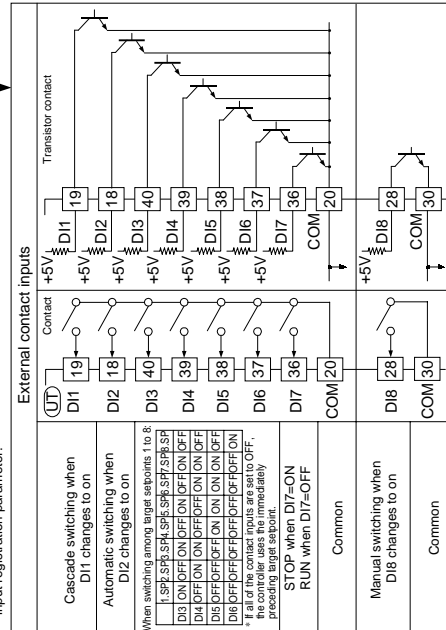 input registration parameter.
External contact inputs
Cascade switching when
DI1 changes to on
Automatic switching when
DI2 changes to on
When switching among target setpoints 1 to 8:
1.SP 2.SP 3.SP 4.SP 5.SP 6.SP 7.SP 8.SP
DI3 ON OFF ON OFF ON OFF ON OFF
DI4 OFF ON ON OFF OFF ON ON OFF
DI5 OFF OFF OFF ON ON ON ON OFF
DI6 OFF OFF OFF OFF OFF OFF OFF ON
* If all of the contact inputs are set to OFF,
the controller uses the immediately
preceding target setpoint.
STOP when DI7=ON
RUN when DI7=OFF
Common
Manual switching when
DI8 changes to on
Common
Contact
UT
DI1 19
DI2 18
DI3 40
DI4 39
DI5 38
DI6 37
DI7 36
COM 20
DI8 28
COM 30
Transistor contact
+5V DI1 19
+5V DI2 18
+5V DI3 40
+5V DI4 39
+5V DI5 38
+5V DI6 37
+5V DI7 36
COM 20
+5V DI8 28
COM 30